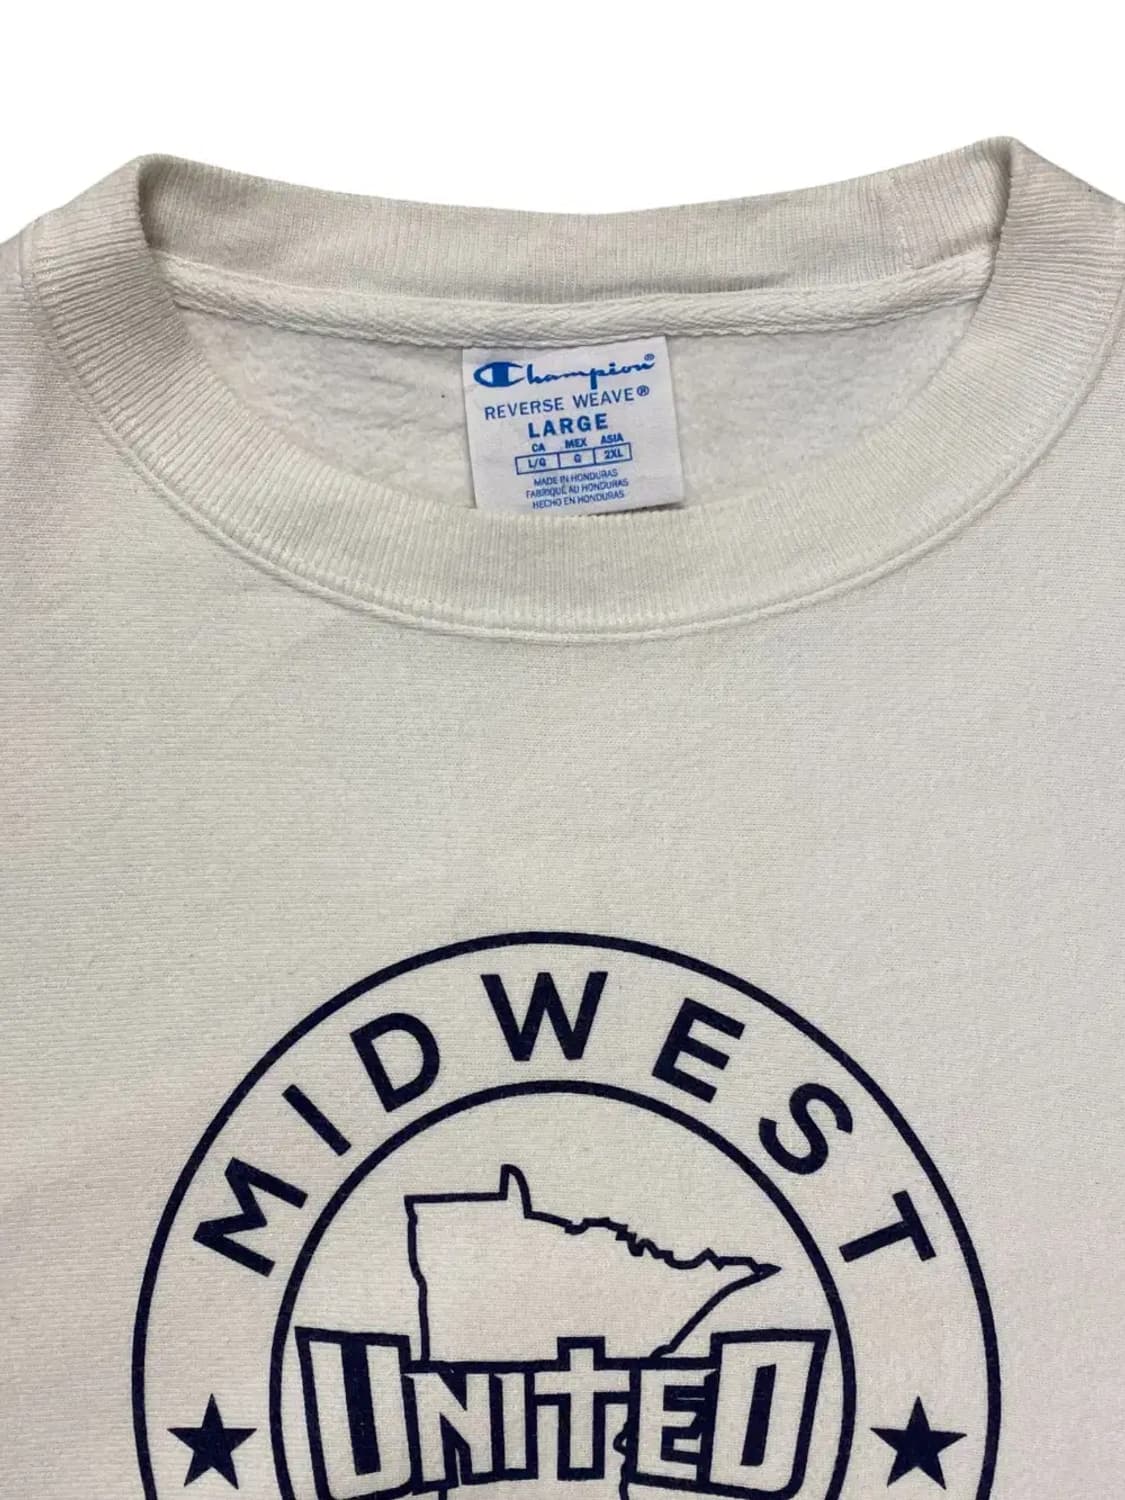 Champion®
REVERSE WEAVE®
LARGE
CA MEX ASIA
L/G G 2XL
MADE IN HONDURAS
FABRIQUÉ AU HONDURAS
HECHO EN HONDURAS
MIDWEST
UNITED